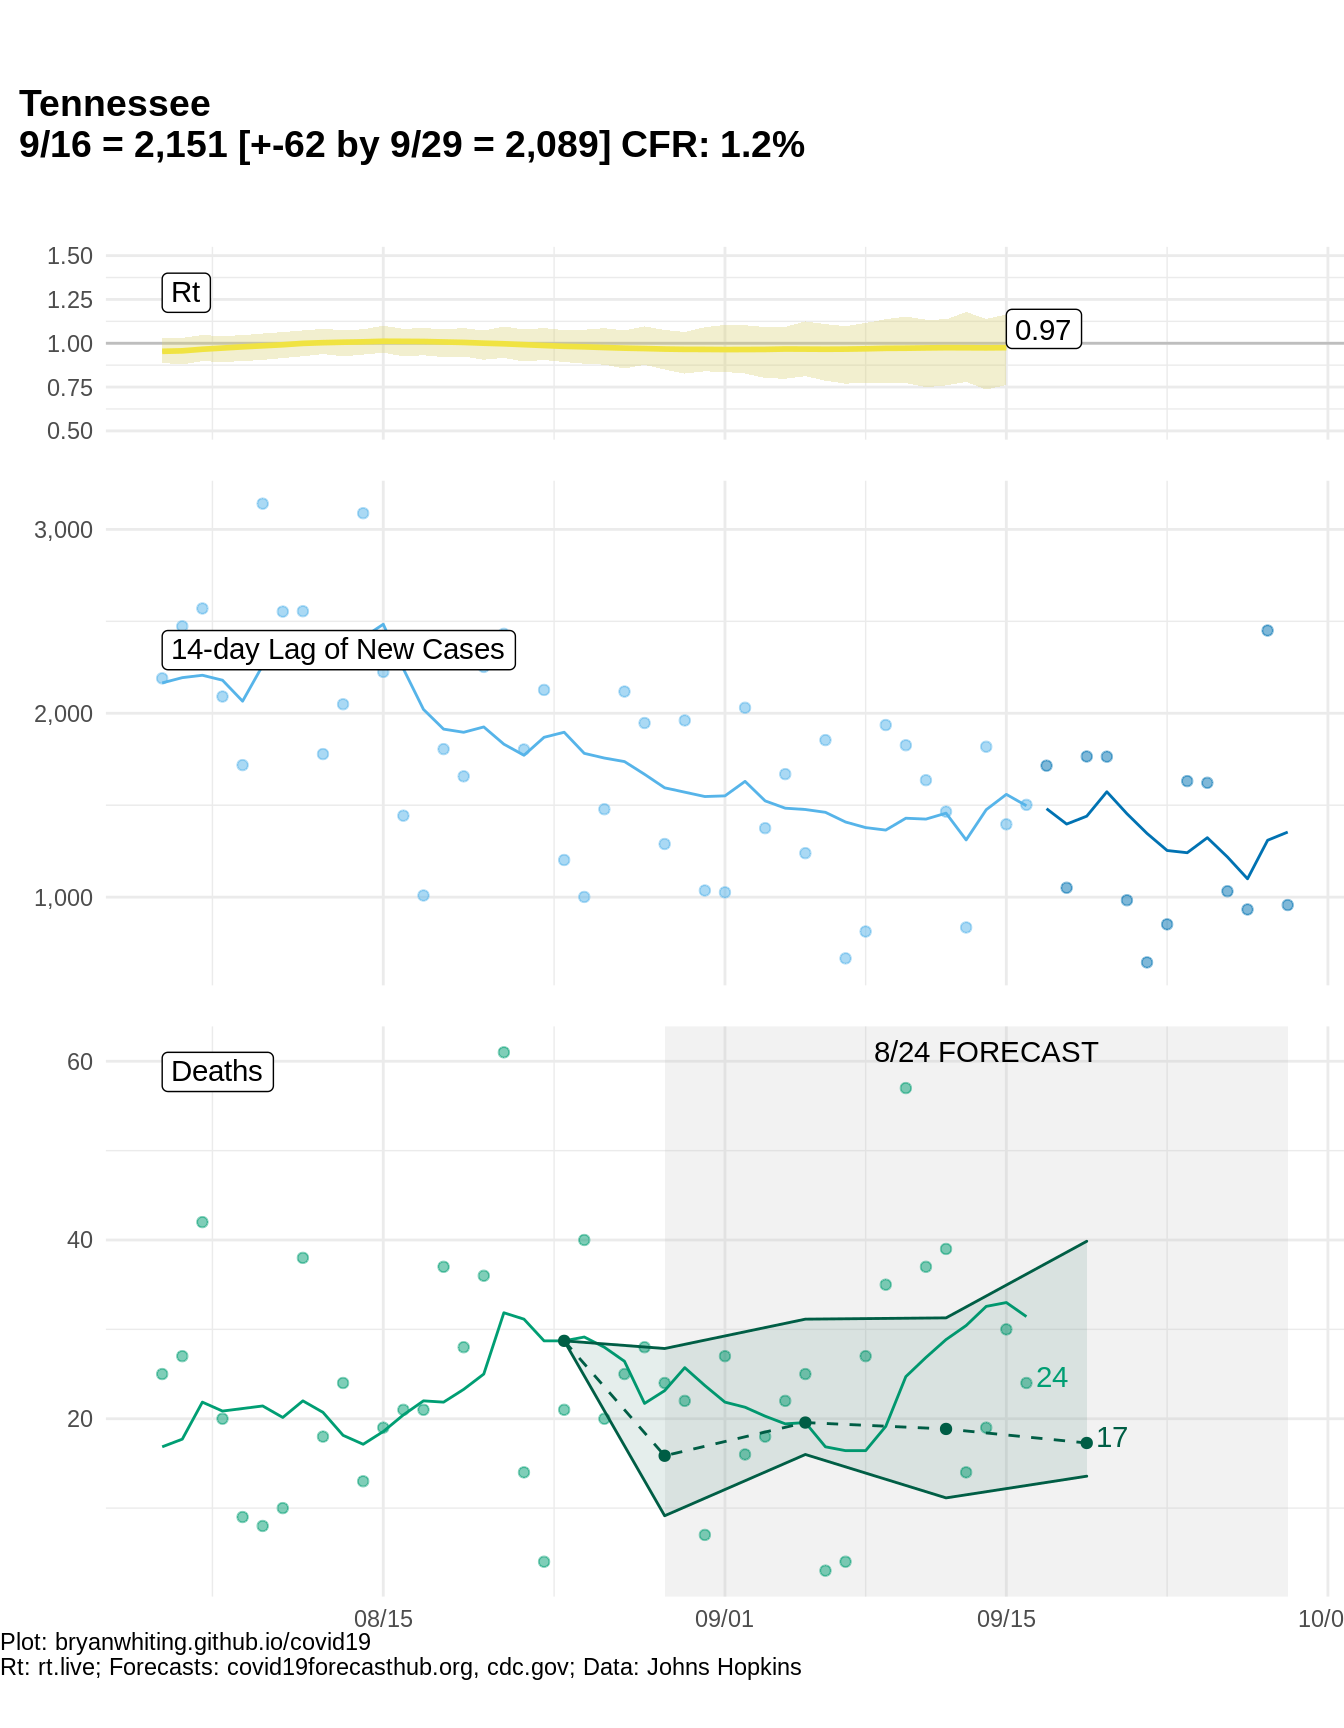 Tennessee
9/16 = 2,151 [+-62 by 9/29 = 2,089] CFR: 1.2%
1.50
Rt
1.25
0.97
1.00
0.75
0.50
3,000
14-day Lag of New Cases
2,000
1,000
8/24 FORECAST
60
Deaths
40
24
17
20
08/15 09/01 09/15 10/0
Plot: bryanwhiting.github.io/covid19
Rt: rt.live; Forecasts: covid19forecasthub.org, cdc.gov; Data: Johns Hopkins